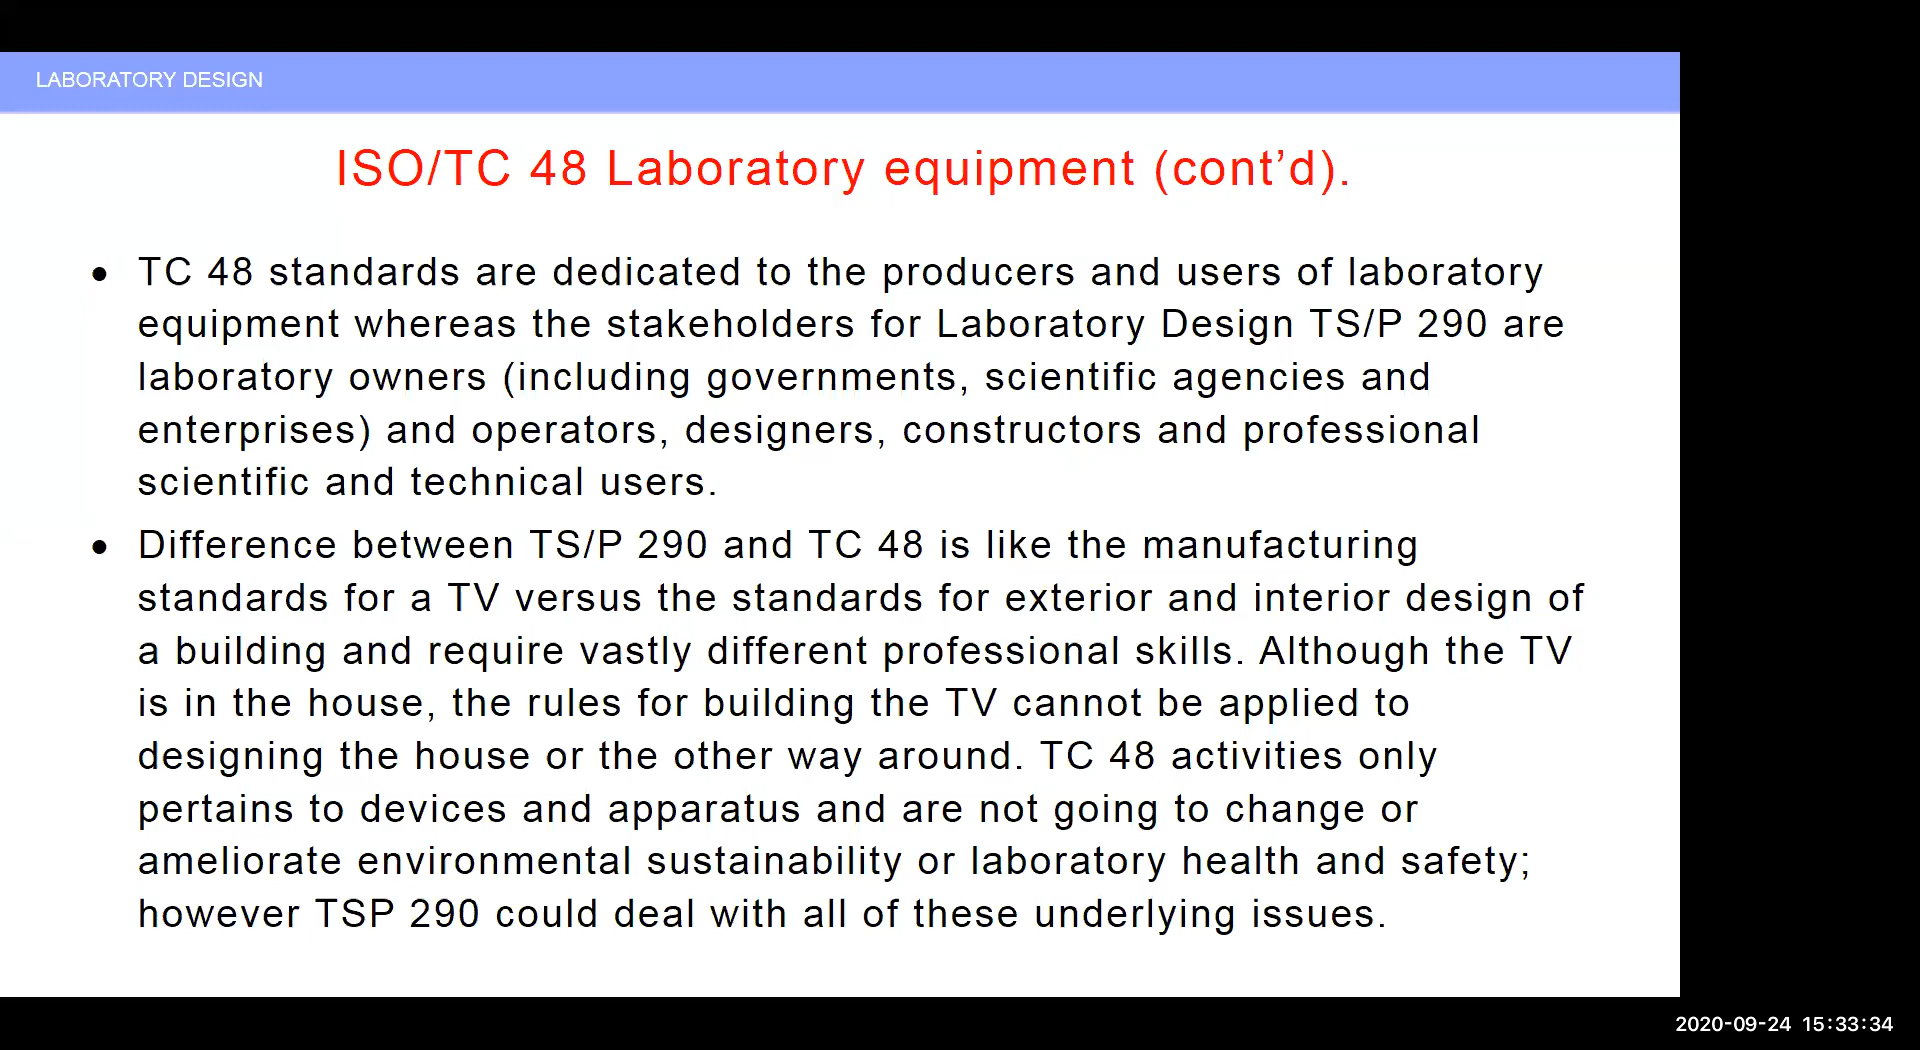 LABORATORY DESIGN
ISO/TC 48 Laboratory equipment (cont’d).
• TC 48 standards are dedicated to the producers and users of laboratory
equipment whereas the stakeholders for Laboratory Design TS/P 290 are
laboratory owners (including governments, scientific agencies and
enterprises) and operators, designers, constructors and professional
scientific and technical users.
• Difference between TS/P 290 and TC 48 is like the manufacturing
standards for a TV versus the standards for exterior and interior design of
a building and require vastly different professional skills. Although the TV
is in the house, the rules for building the TV cannot be applied to
designing the house or the other way around. TC 48 activities only
pertains to devices and apparatus and are not going to change or
ameliorate environmental sustainability or laboratory health and safety;
however TSP 290 could deal with all of these underlying issues.
2020-09-24 15:33:34